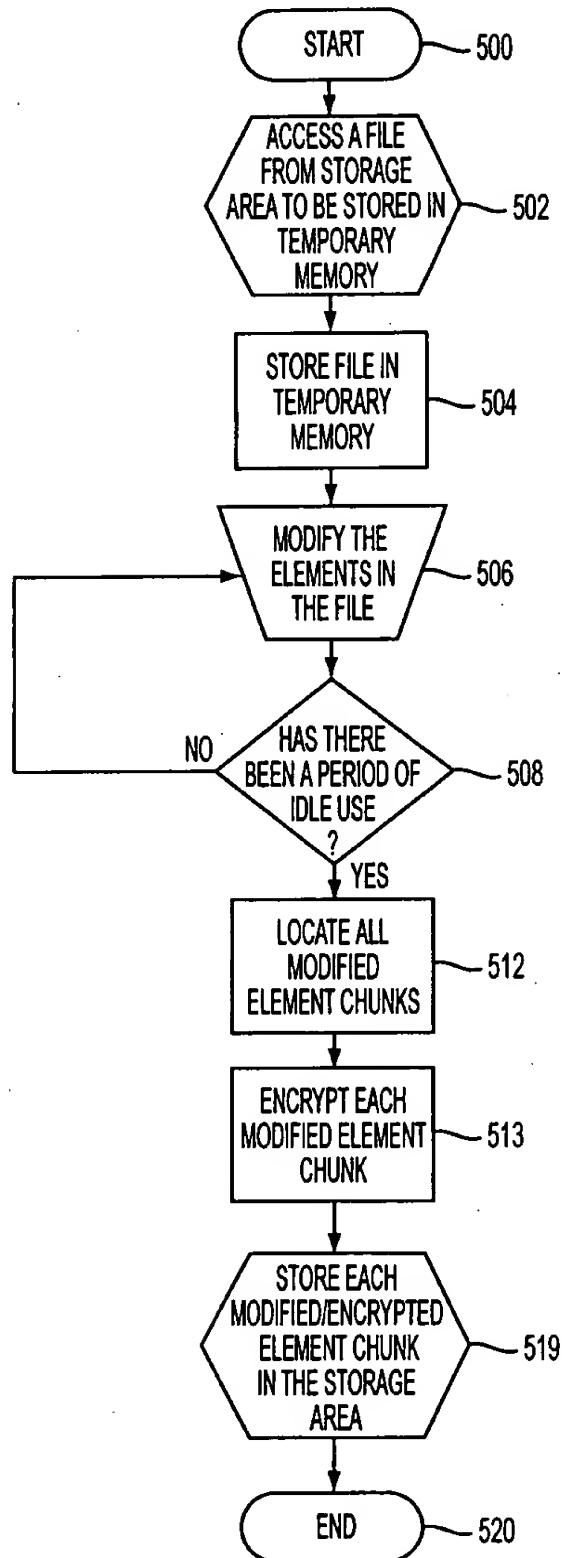 START
500
ACCESS A FILE
FROM STORAGE
AREA TO BE STORED IN
TEMPORARY
MEMORY
502
STORE FILE IN
TEMPORARY
MEMORY
504
MODIFY THE
ELEMENTS IN
THE FILE
506
NO
HAS THERE
BEEN A PERIOD OF
IDLE USE
?
508
YES
LOCATE ALL
MODIFIED
ELEMENT CHUNKS
512
ENCRYPT EACH
MODIFIED ELEMENT
CHUNK
513
STORE EACH
MODIFIED/ENCRYPTED
ELEMENT CHUNK
IN THE STORAGE
AREA
519
END
520